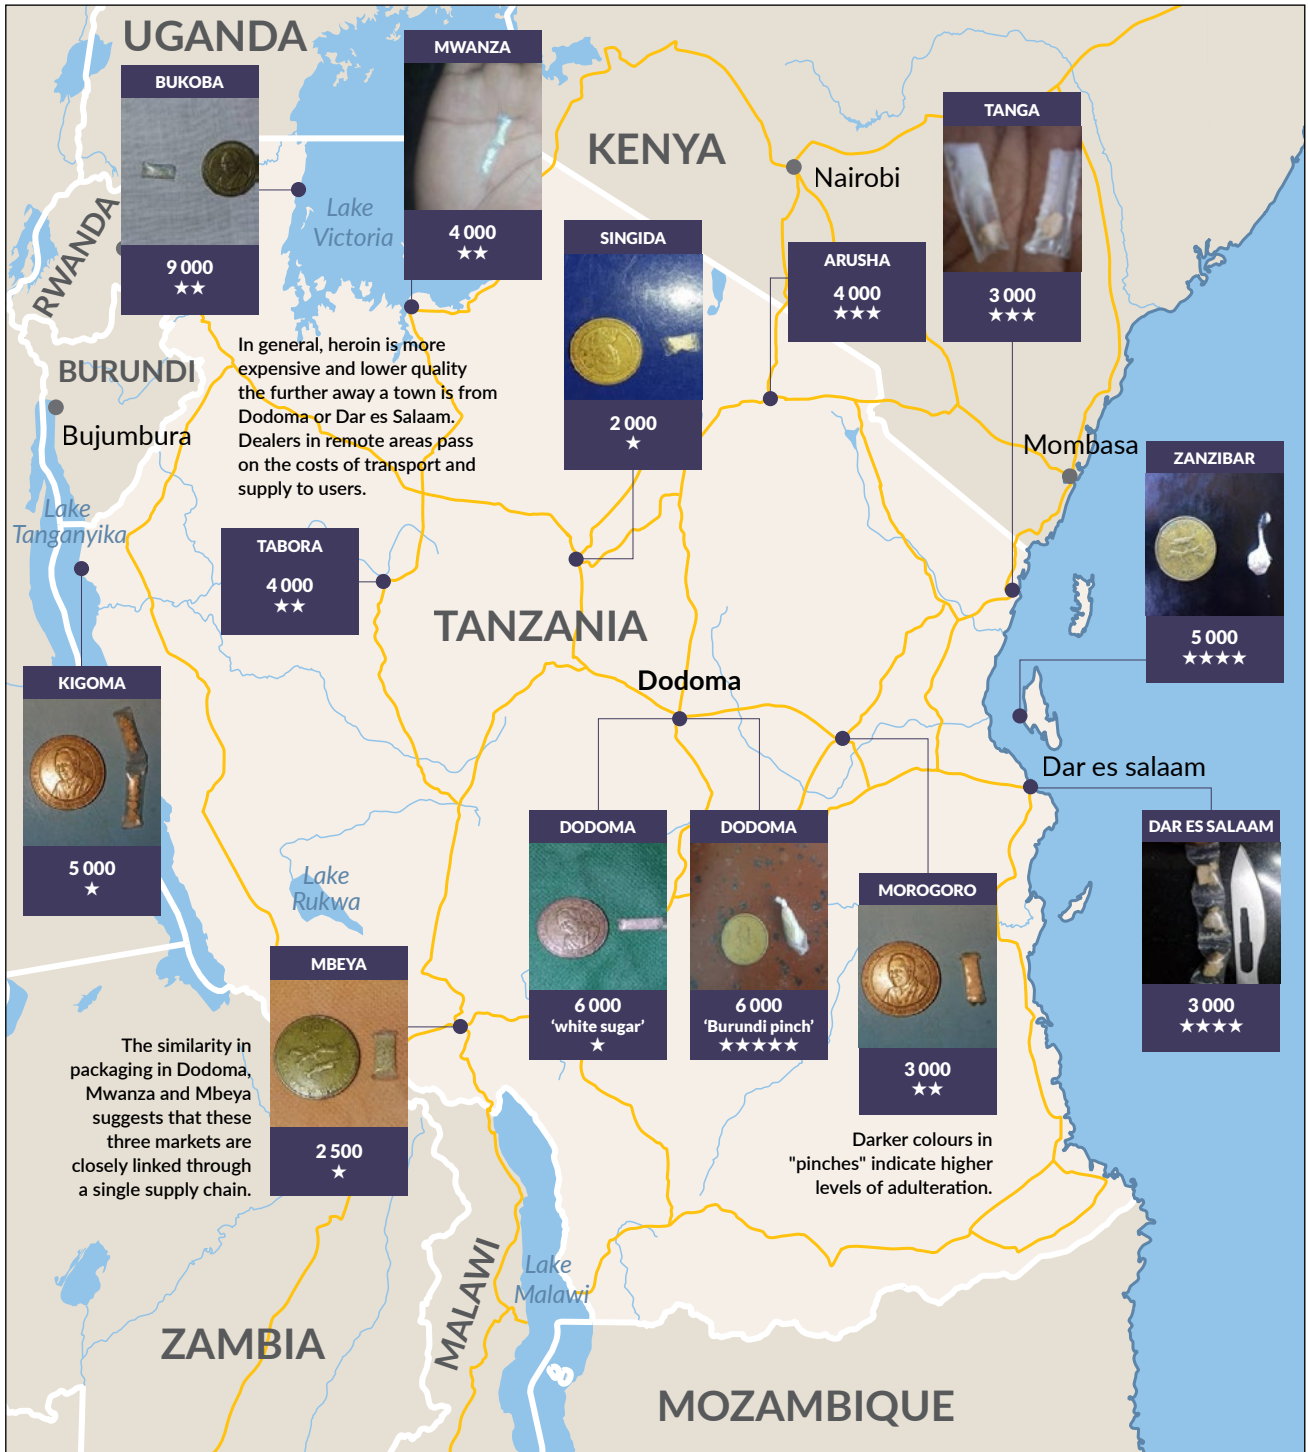 UGANDA
BUKOBA
9 000
★★
MWANZA
4 000
★★
KENYA
Nairobi
TANGA
3 000
★★★
Lake
Victoria
RWANDA
SINGIDA
2 000
★
ARUSHA
4 000
★★★
In general, heroin is more
expensive and lower quality
the further away a town is from
Dodoma or Dar es Salaam.
Dealers in remote areas pass
on the costs of transport and
supply to users.
BURUNDI
Bujumbura
Mombasa
ZANZIBAR
5 000
★★★★
Lake
Tanganyika
TABORA
4 000
★★
TANZANIA
Dodoma
KIGOMA
5 000
★
Dar es salaam
DAR ES SALAAM
3 000
★★★★
DODOMA
6 000
‘white sugar’
★
DODOMA
6 000
‘Burundi pinch’
★★★★★
MOROGORO
3 000
★★
Lake
Rukwa
MBEYA
2 500
★
The similarity in
packaging in Dodoma,
Mwanza and Mbeya
suggests that these
three markets are
closely linked through
a single supply chain.
Darker colours in
"pinches" indicate higher
levels of adulteration.
Lake
Malawi
MALAWI
ZAMBIA
MOZAMBIQUE